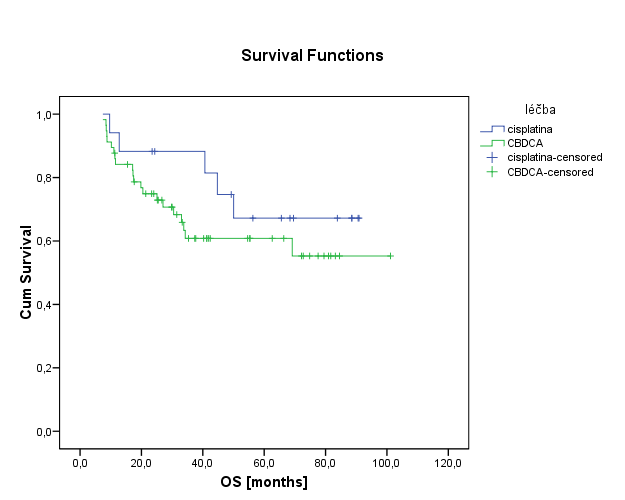 Survival Functions
léčba
cisplatina
CBDCA
cisplatina-censored
CBDCA-censored
Cum Survival
1,0
0,8
0,6
0,4
0,2
0,0
0,0 20,0 40,0 60,0 80,0 100,0 120,0
OS [months]